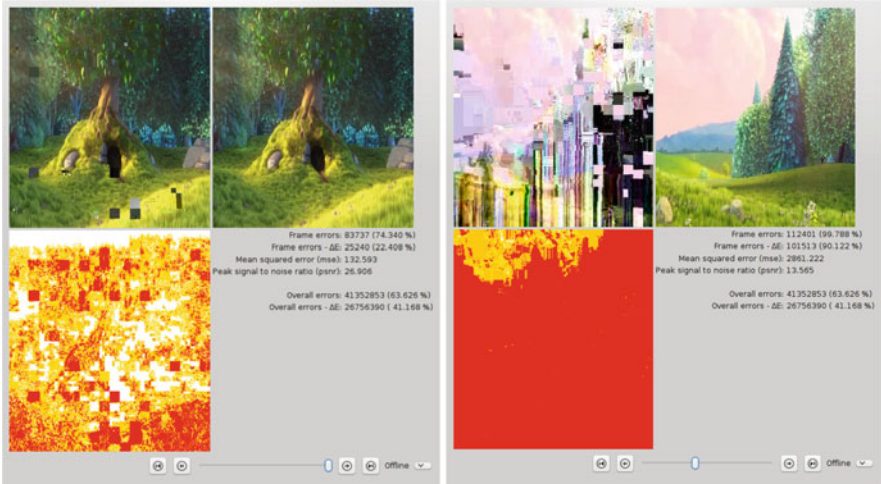 Frame errors: 83737 (74.340 %)
Frame errors - ΔE: 25240 (22.408 %)
Mean squared error (mse): 132.593
Peak signal to noise ratio (psnr): 26.906
Overall errors: 41352853 (63.626 %)
Overall errors - ΔE: 26756390 ( 41.168 %)
Offline
Frame errors: 112401 (99.788 %)
Frame errors - ΔE: 101513 (90.122 %)
Mean squared error (mse): 2861.222
Peak signal to noise ratio (psnr): 13.565
Overall errors: 41352853 (63.626 %)
Overall errors - ΔE: 26756390 ( 41.168 %)
Offline